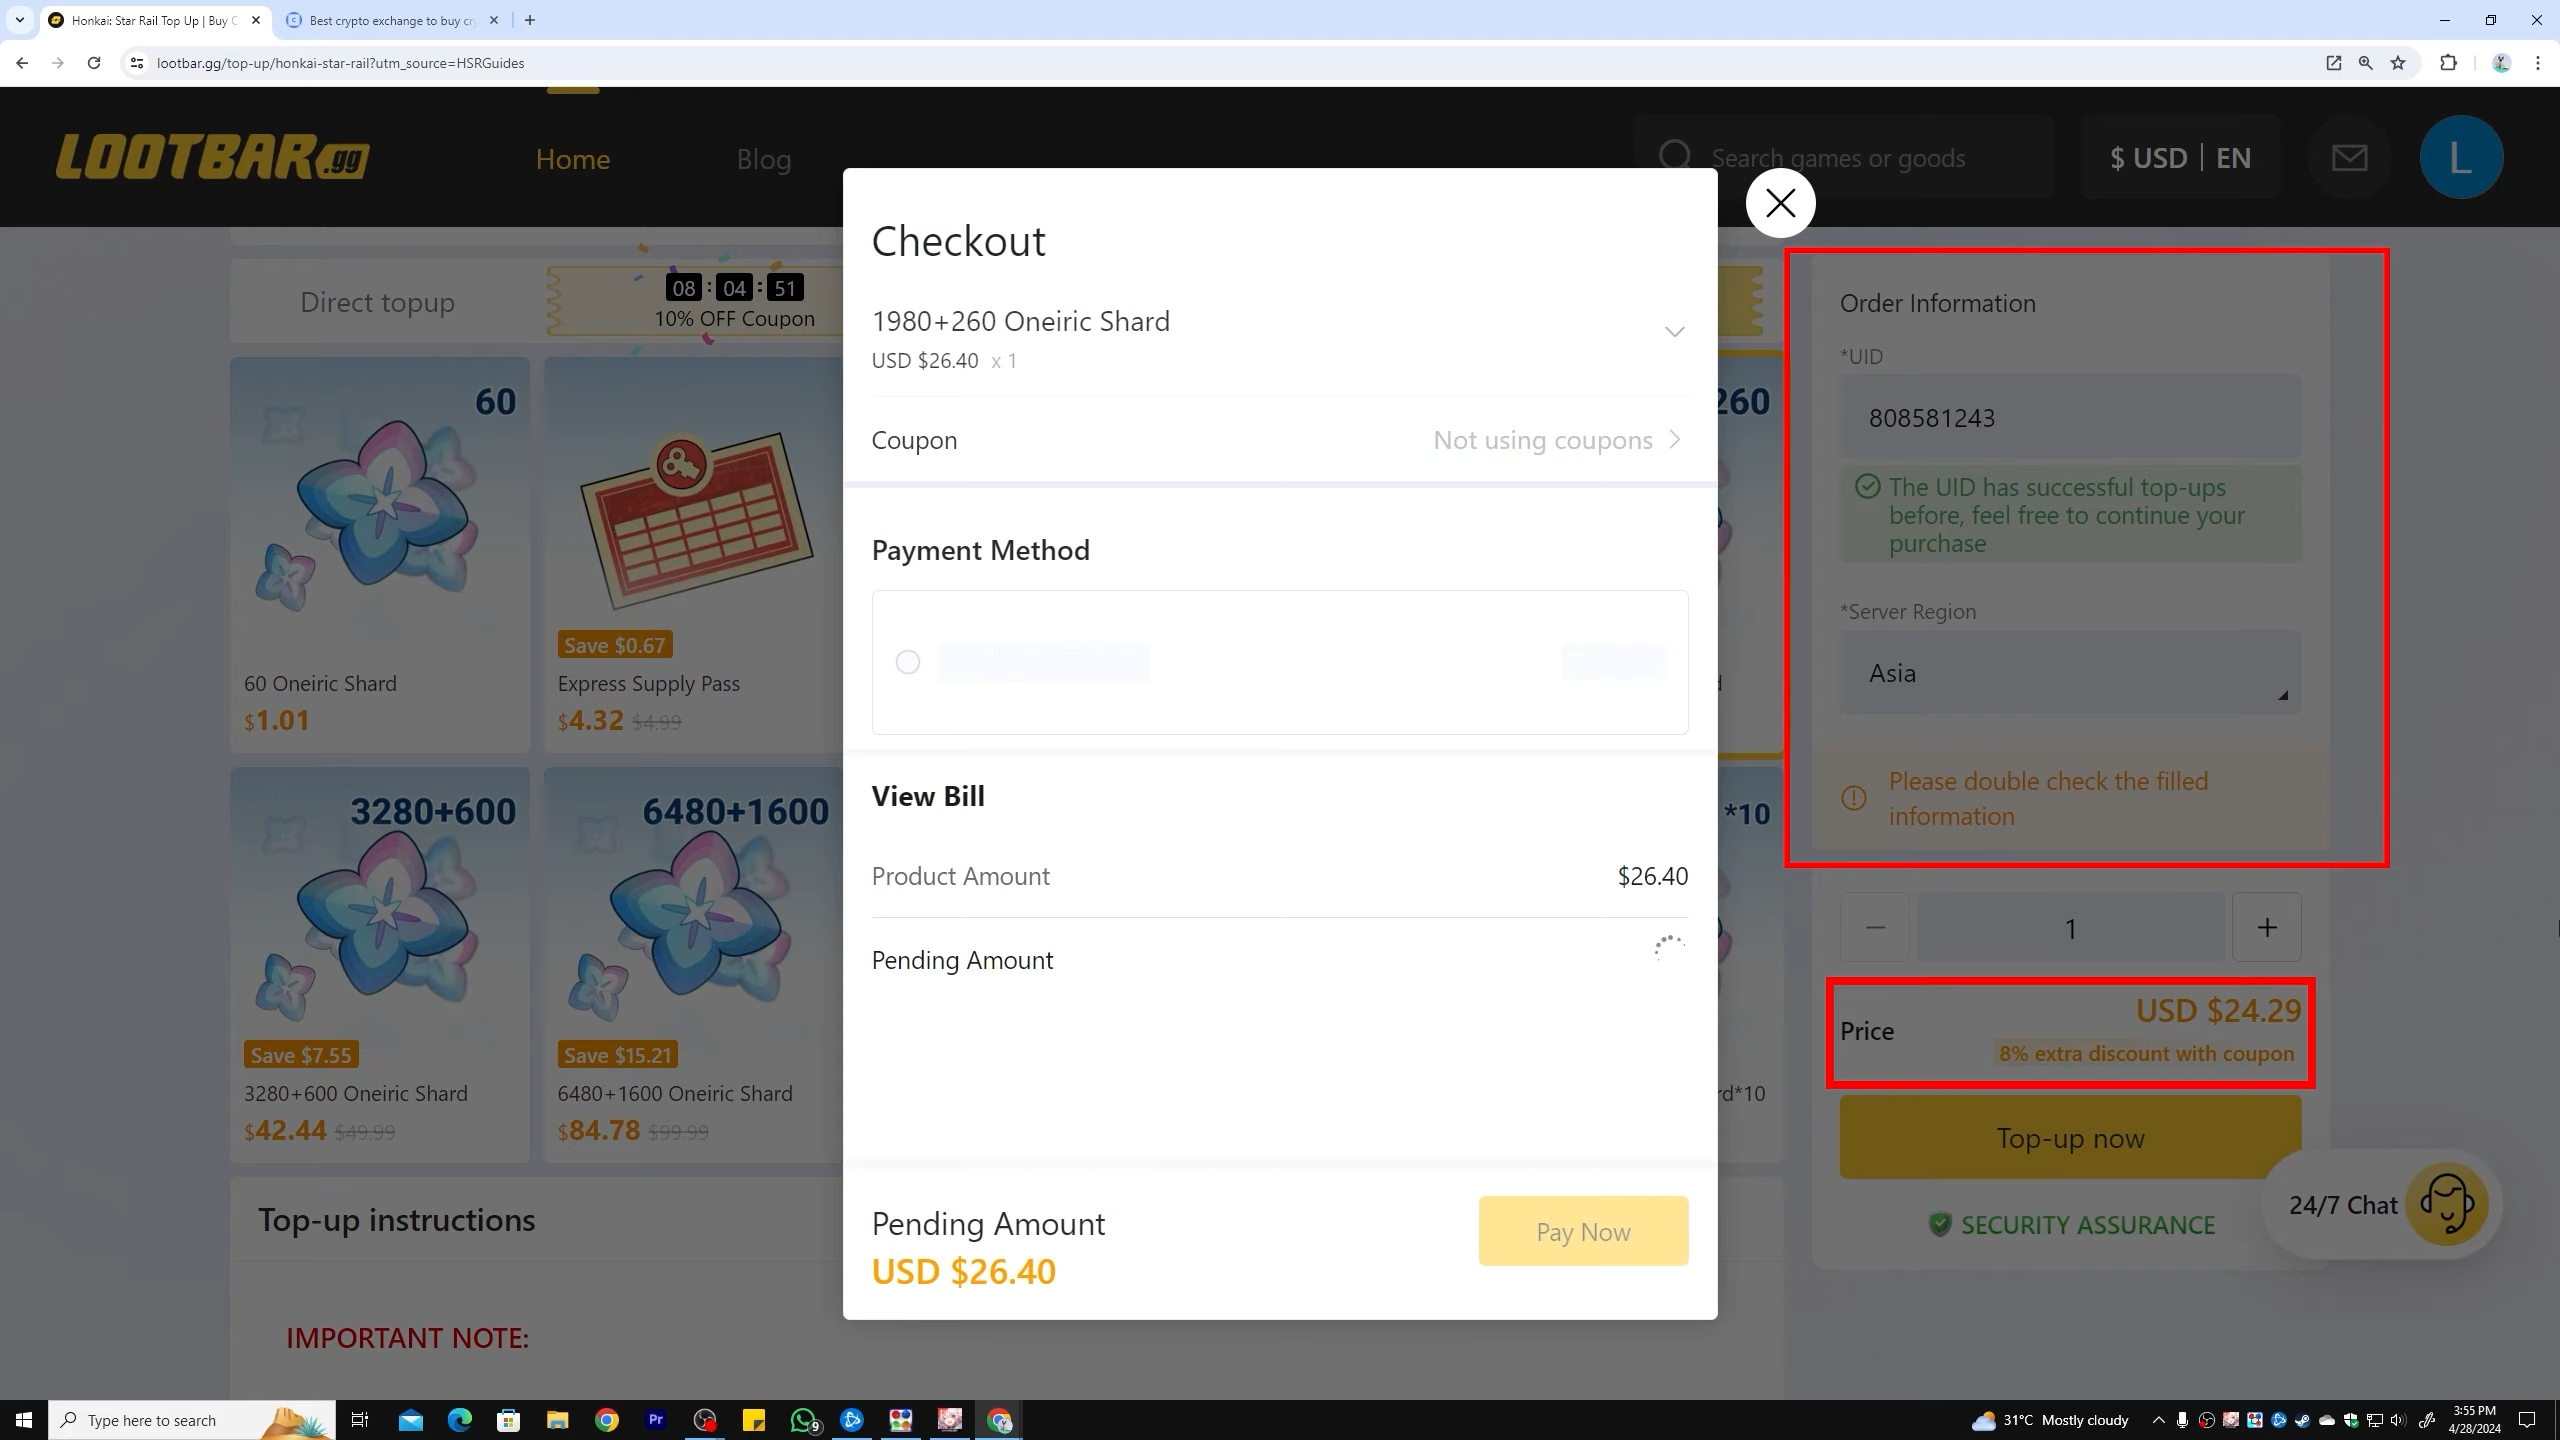 Honkai: Star Rail Top Up | Buy C
Best crypto exchange to buy cr
lootbar.gg/top-up/honkai-star-rail?utm_source=HSRGuides
LOOTBAR.gg
Home
Blog
Search games or goods
$ USD | EN
L
Direct topup
08 : 04 : 51
10% OFF Coupon
60
60 Oneiric Shard
$1.01
Save $0.67
Express Supply Pass
$4.32 $4.99
260
3280+600
Save $7.55
3280+600 Oneiric Shard
$42.44 $49.99
6480+1600
Save $15.21
6480+1600 Oneiric Shard
$84.78 $99.99
*10
rd*10
Top-up instructions
IMPORTANT NOTE:
Checkout
1980+260 Oneiric Shard
USD $26.40 x 1
Coupon
Not using coupons
Payment Method
View Bill
Product Amount
$26.40
Pending Amount
Pending Amount
USD $26.40
Pay Now
Order Information
*UID
808581243
The UID has successful top-ups
before, feel free to continue your
purchase
*Server Region
Asia
Please double check the filled
information
1
Price
USD $24.29
8% extra discount with coupon
Top-up now
SECURITY ASSURANCE
24/7 Chat
Type here to search
Pr
9
31°C Mostly cloudy
3:55 PM
4/28/2024